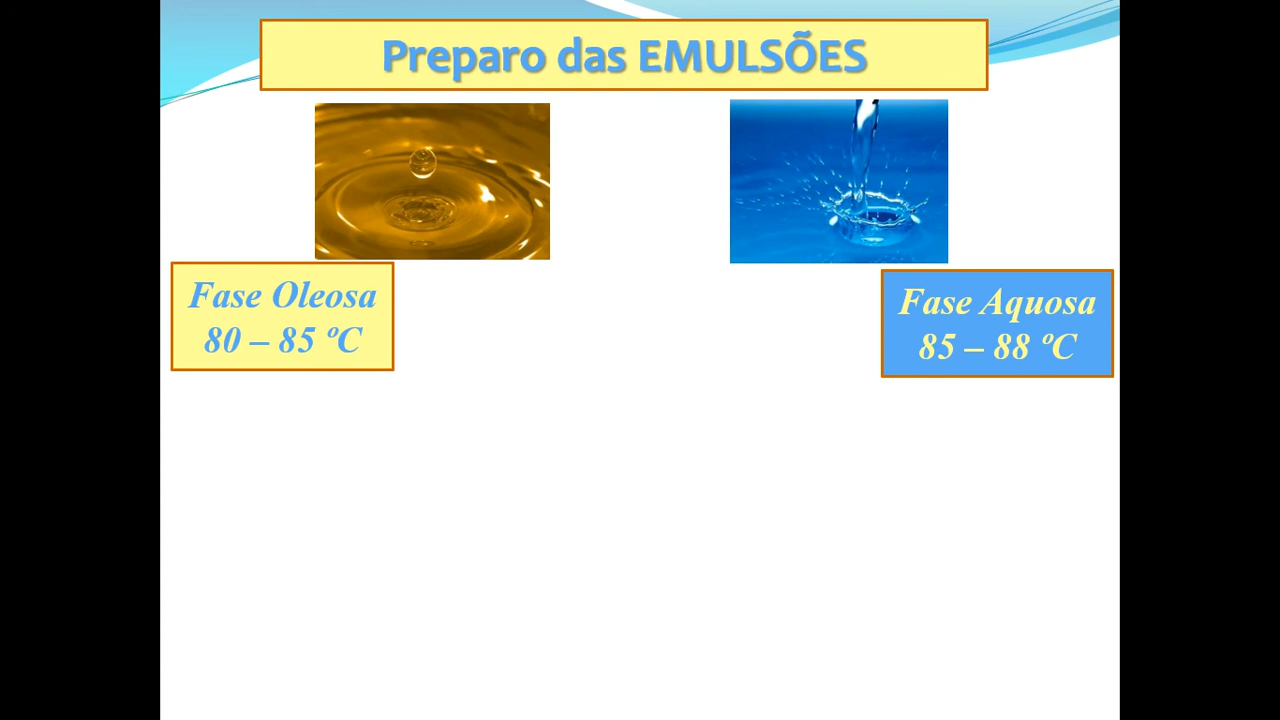 Preparo das EMULSÕES
Fase Oleosa
80 – 85 ºC
Fase Aquosa
85 – 88 ºC